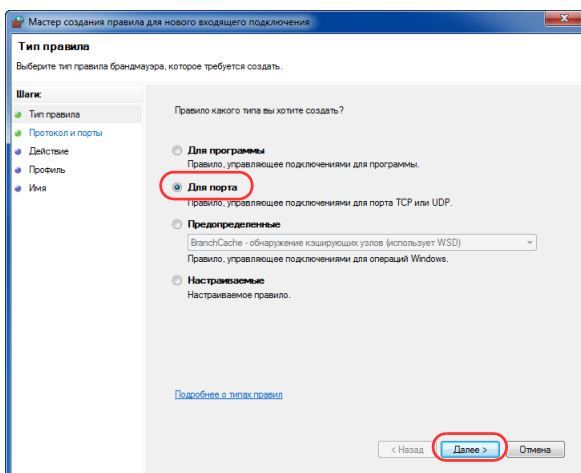 Мастер создания правила для нового входящего подключения
Тип правила
Выберите тип правила брандмауэра, которое требуется создать.
Шаги:
Тип правила
Протокол и порты
Действие
Профиль
Имя
Правило какого типа вы хотите создать?
Для программы
Правило, управляющее подключениями для программы.
Для порта
Правило, управляющее подключениями для порта TCP или UDP.
Предопределенные
BranchCache - обнаружение кэширующих узлов (использует WSD)
Правило, управляющее подключениями для операций Windows.
Настраиваемые
Настраиваемое правило.
Подробнее о типах правил
< Назад
Далее >
Отмена